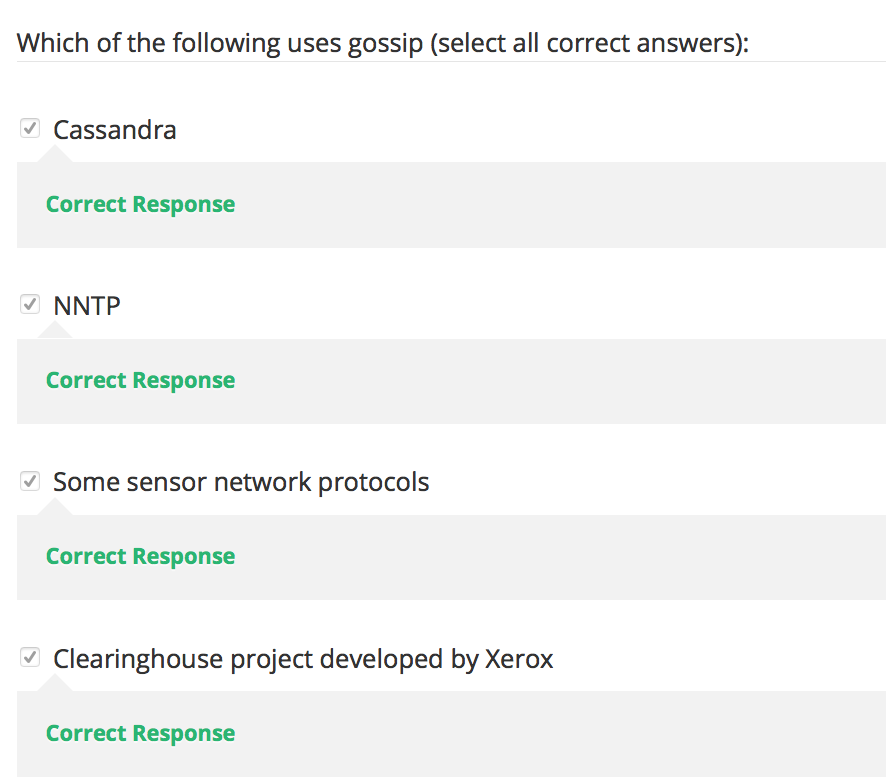 Which of the following uses gossip (select all correct answers):
Cassandra
Correct Response
NNTP
Correct Response
Some sensor network protocols
Correct Response
Clearinghouse project developed by Xerox
Correct Response